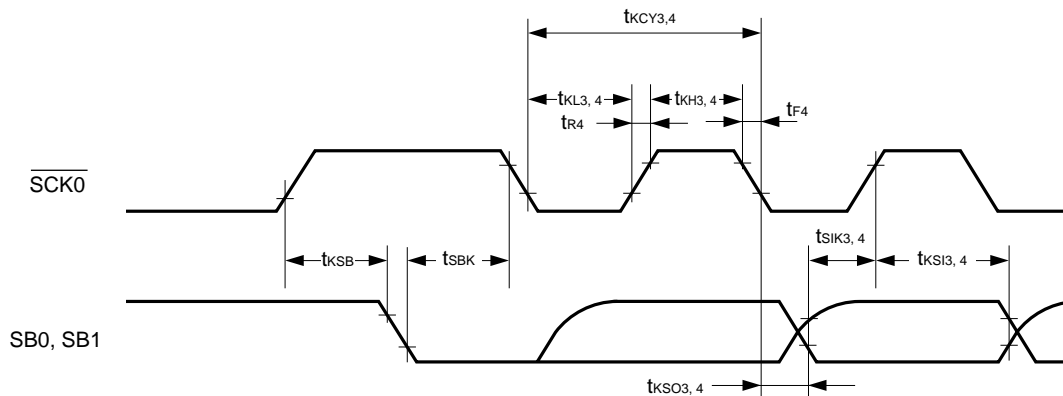 tKCY3,4
tKL3, 4
tKH3, 4
tR4
tF4
SCK0
tSIK3, 4
tKSB
tSBK
tKSI3, 4
SB0, SB1
tKSO3, 4